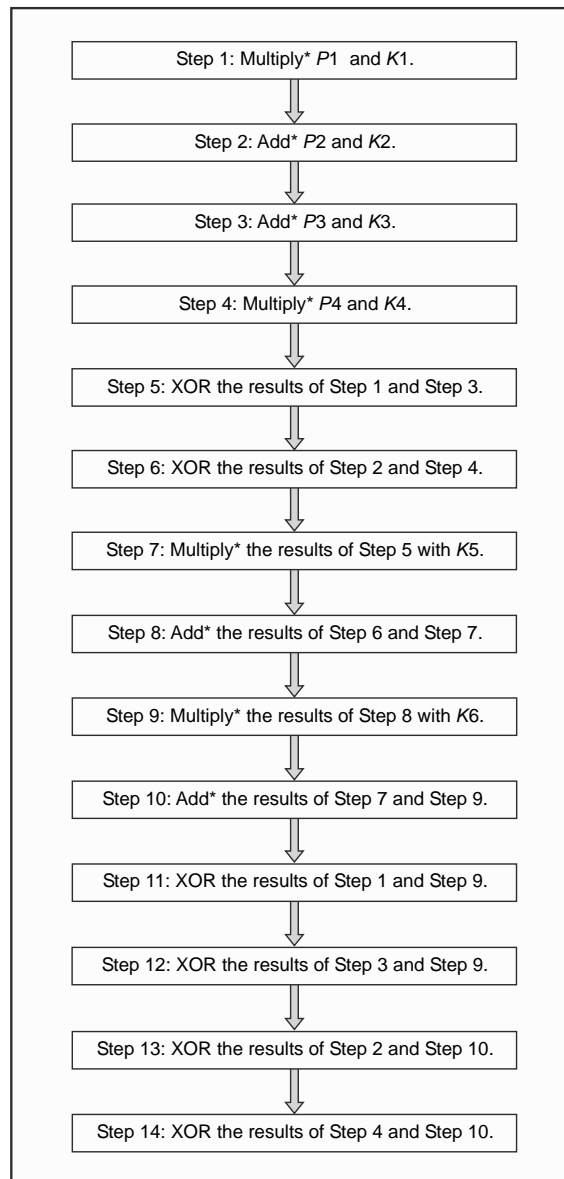 Step 1: Multiply* P1 and K1.
Step 2: Add* P2 and K2.
Step 3: Add* P3 and K3.
Step 4: Multiply* P4 and K4.
Step 5: XOR the results of Step 1 and Step 3.
Step 6: XOR the results of Step 2 and Step 4.
Step 7: Multiply* the results of Step 5 with K5.
Step 8: Add* the results of Step 6 and Step 7.
Step 9: Multiply* the results of Step 8 with K6.
Step 10: Add* the results of Step 7 and Step 9.
Step 11: XOR the results of Step 1 and Step 9.
Step 12: XOR the results of Step 3 and Step 9.
Step 13: XOR the results of Step 2 and Step 10.
Step 14: XOR the results of Step 4 and Step 10.